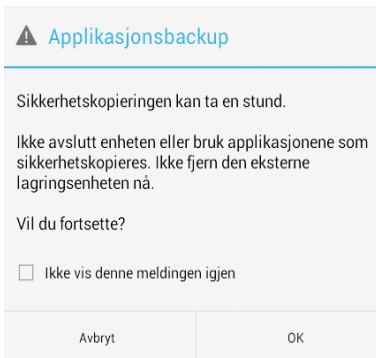 Applikasjonsbackup
Sikkerhetskopieringen kan ta en stund.
Ikke avslutt enheten eller bruk applikasjonene som
sikkerhetskopieres. Ikke fjern den eksterne
lagringsenheten nå.
Vil du fortsette?
Ikke vis denne meldingen igjen
Avbryt
OK